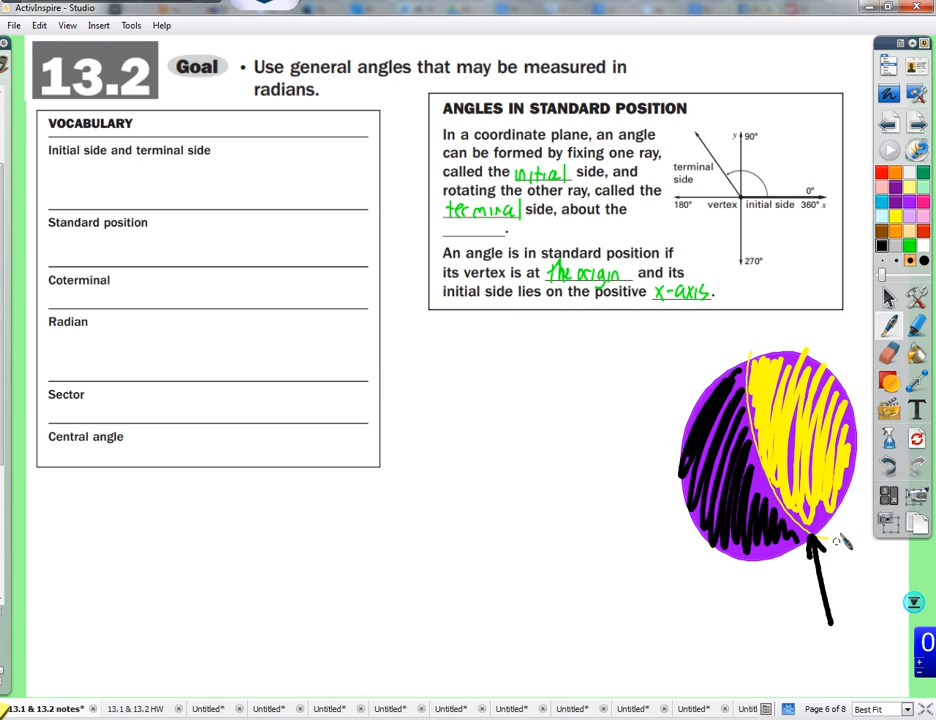 ActivInspire - Studio
File Edit View Insert Tools Help
13.2 Goal • Use general angles that may be measured in
radians.
VOCABULARY
Initial side and terminal side
Standard position
Coterminal
Radian
Sector
Central angle
ANGLES IN STANDARD POSITION
In a coordinate plane, an angle
can be formed by fixing one ray,
called the initial side, and
rotating the other ray, called the
terminal side, about the
.
An angle is in standard position if
its vertex is at the origin and its
initial side lies on the positive x-axis.
y 90°
terminal
side
0°
180° vertex initial side 360° x
270°
T
0
13.1 & 13.2 notes* 13.1 & 13.2 HW Untitled* Untitled* Untitled* Untitled* Untitled* Untitled* Untitled* Untitled* Untitled* Untitl Page 6 of 8 Best Fit